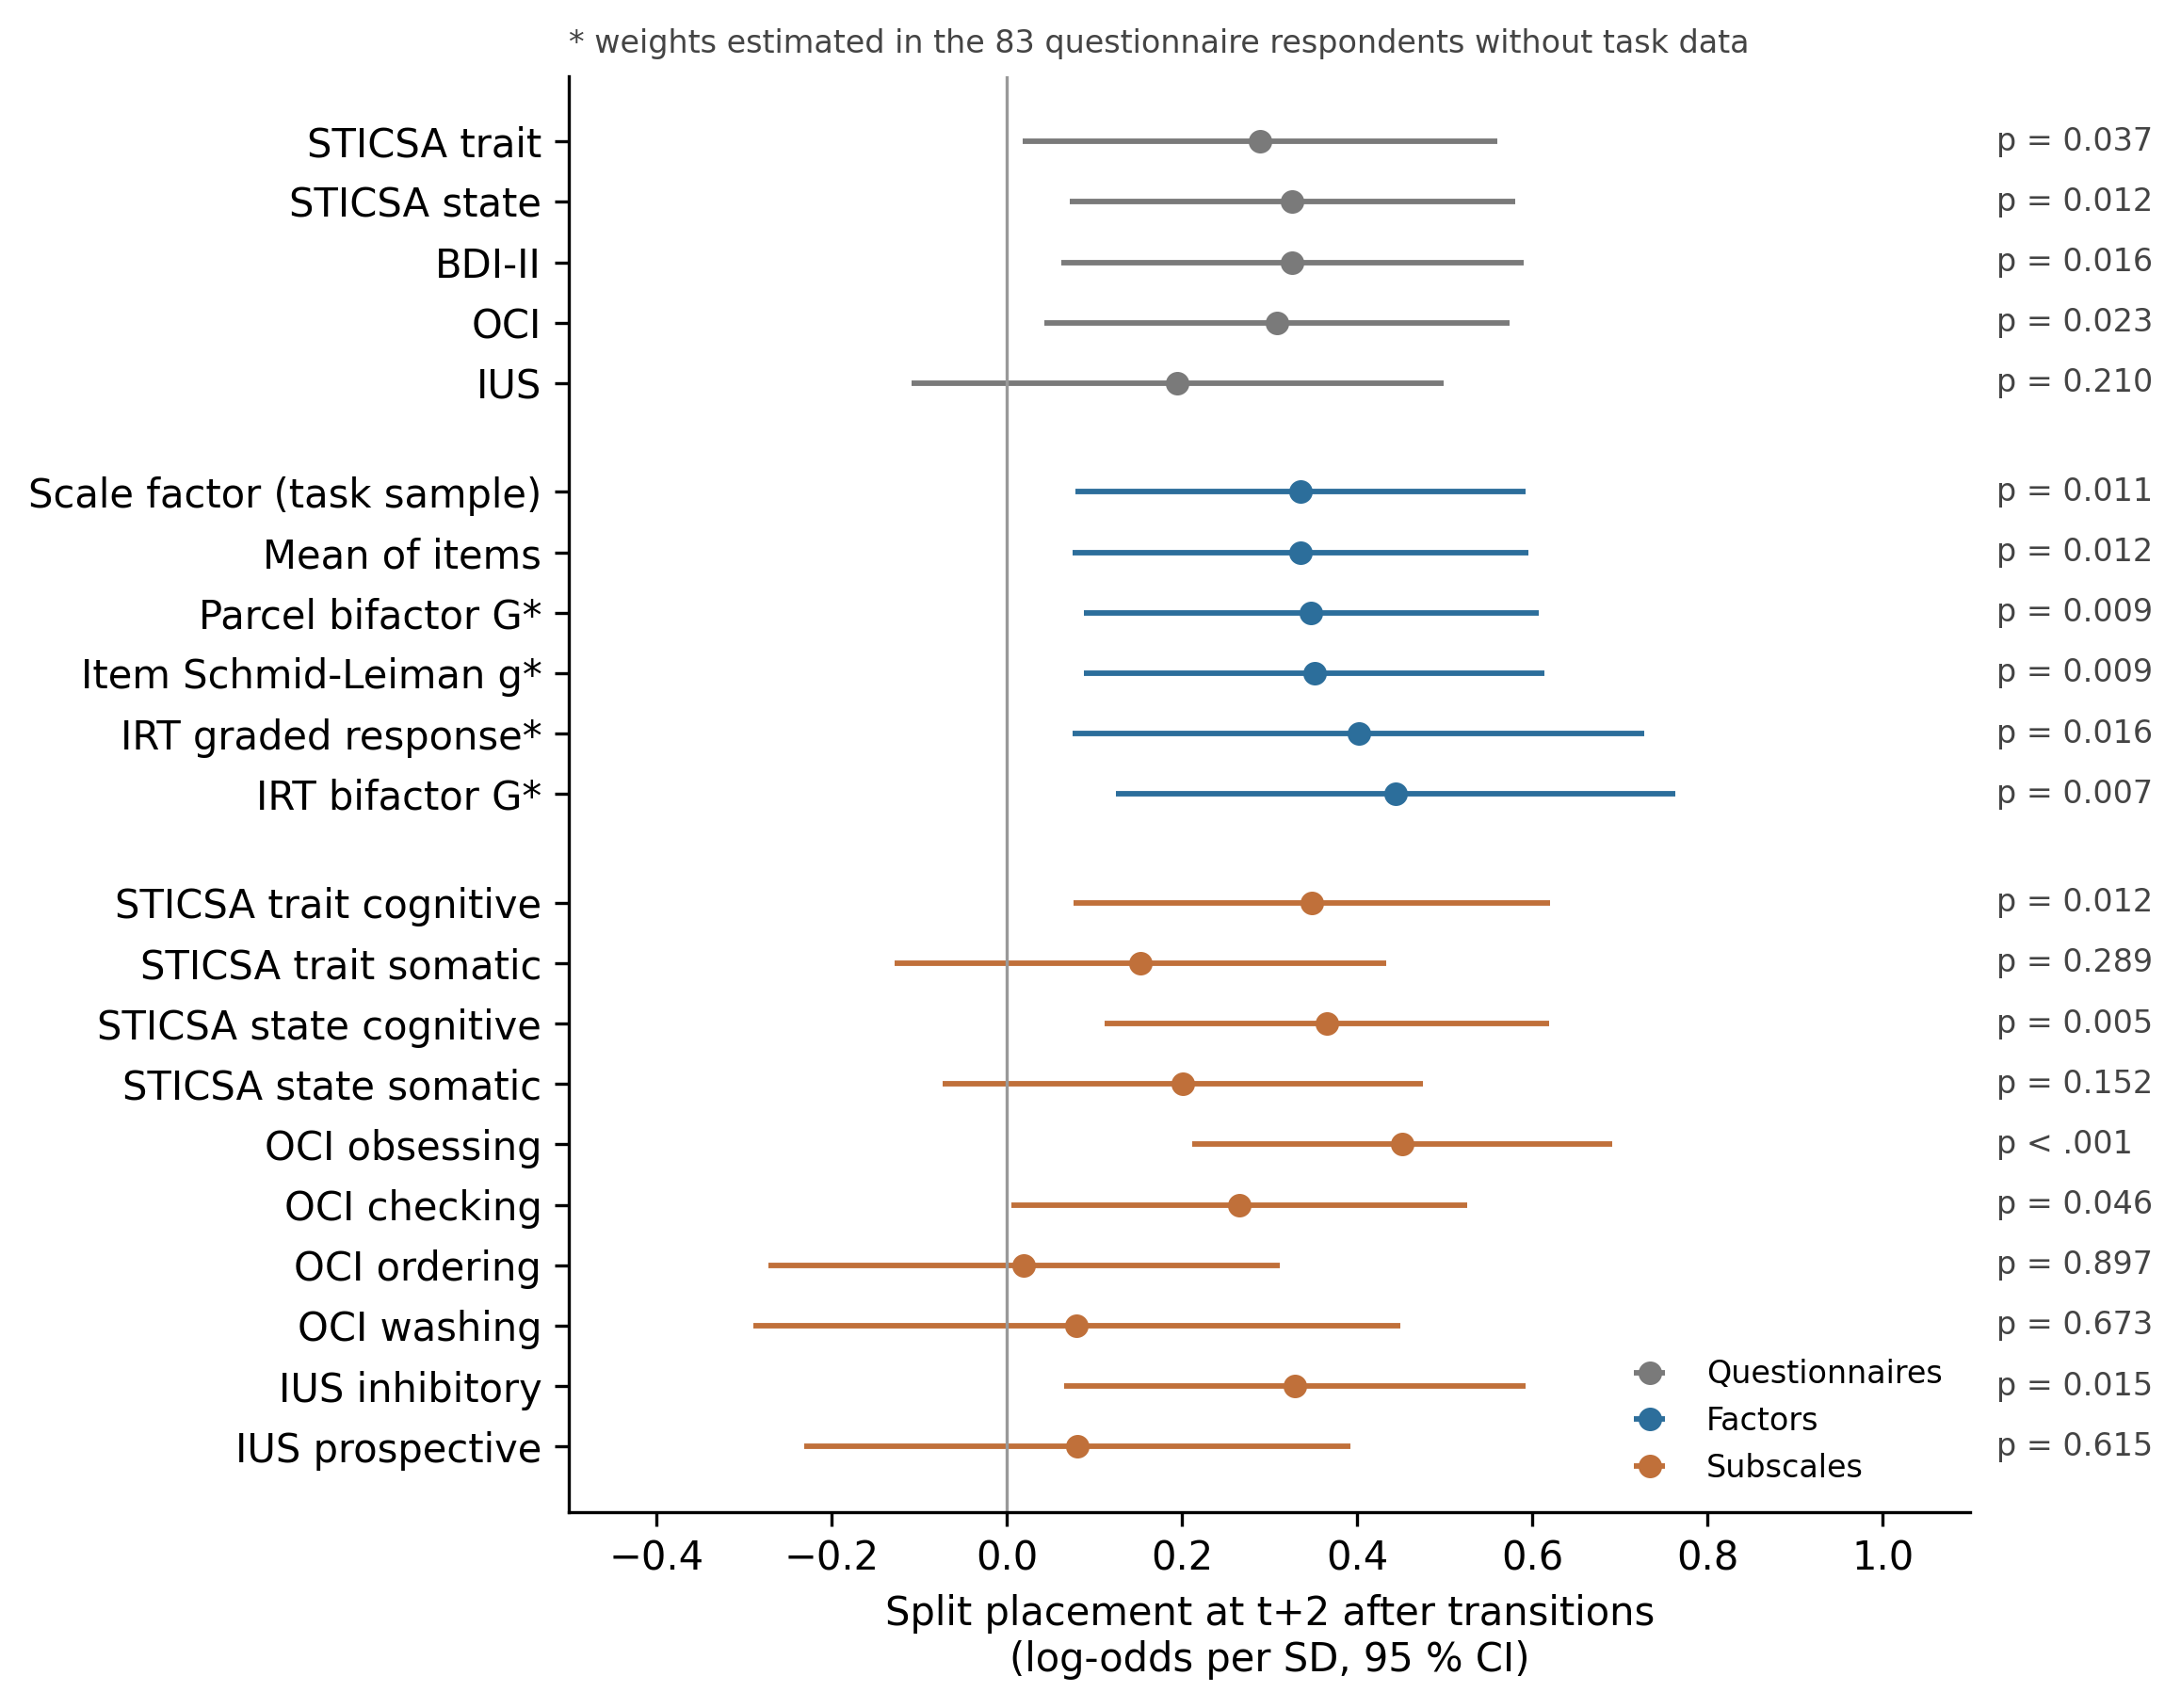 * weights estimated in the 83 questionnaire respondents without task data
STICSA trait p = 0.037
STICSA state p = 0.012
BDI-II p = 0.016
OCI p = 0.023
IUS p = 0.210
Scale factor (task sample) p = 0.011
Mean of items p = 0.012
Parcel bifactor G* p = 0.009
Item Schmid-Leiman g* p = 0.009
IRT graded response* p = 0.016
IRT bifactor G* p = 0.007
STICSA trait cognitive p = 0.012
STICSA trait somatic p = 0.289
STICSA state cognitive p = 0.005
STICSA state somatic p = 0.152
OCI obsessing p < .001
OCI checking p = 0.046
OCI ordering p = 0.897
OCI washing p = 0.673
IUS inhibitory p = 0.015
IUS prospective p = 0.615
Questionnaires
Factors
Subscales
−0.4 −0.2 0.0 0.2 0.4 0.6 0.8 1.0
Split placement at t+2 after transitions
(log-odds per SD, 95 % CI)